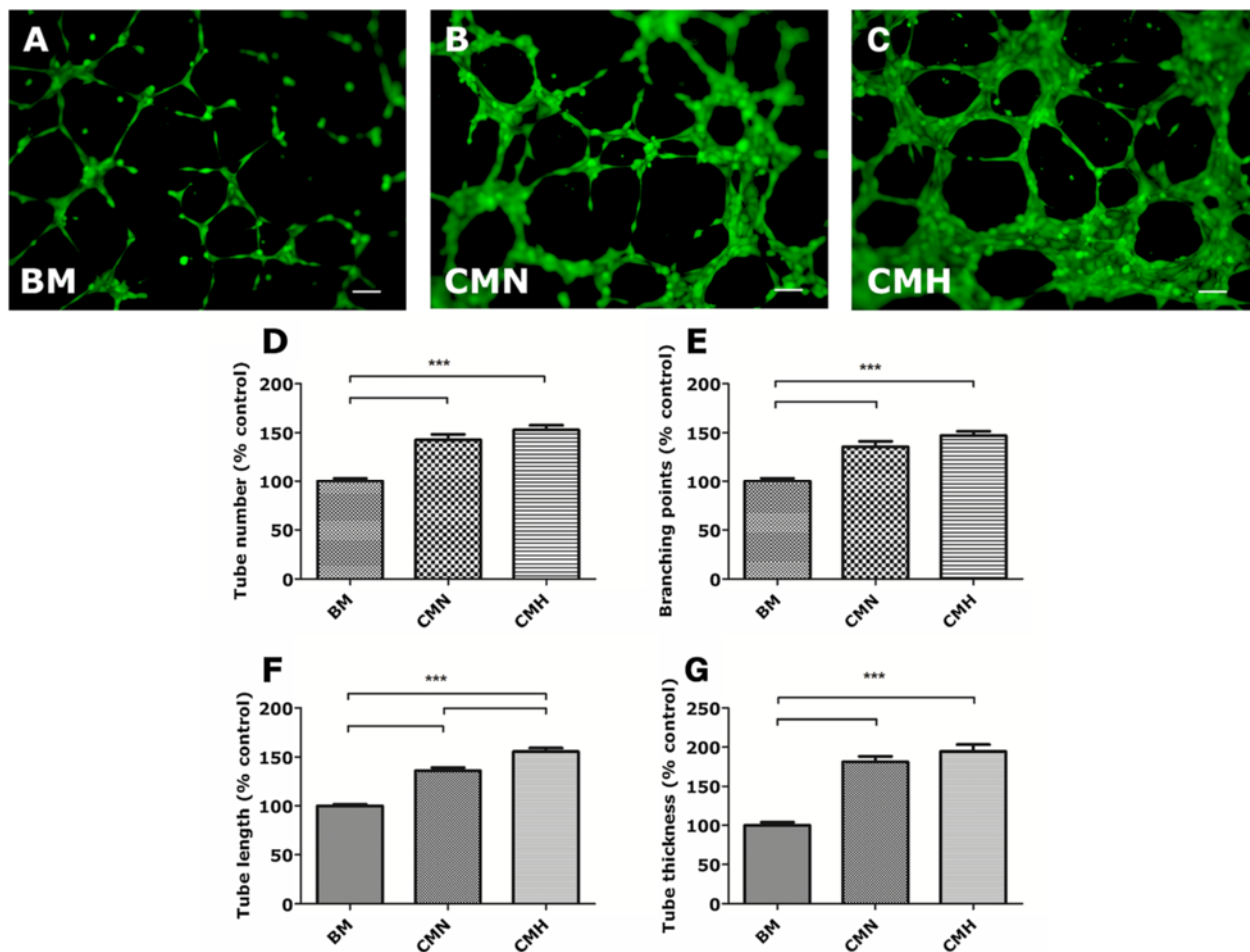 A
BM
B
CMN
C
CMH
D
Tube number (% control)
200
150
100
50
0
***
BM
CMN
CMH
E
Branching points (% control)
200
150
100
50
0
***
BM
CMN
CMH
F
Tube length (% control)
200
150
100
50
0
***
BM
CMN
CMH
G
Tube thickness (% control)
250
200
150
100
50
0
***
BM
CMN
CMH